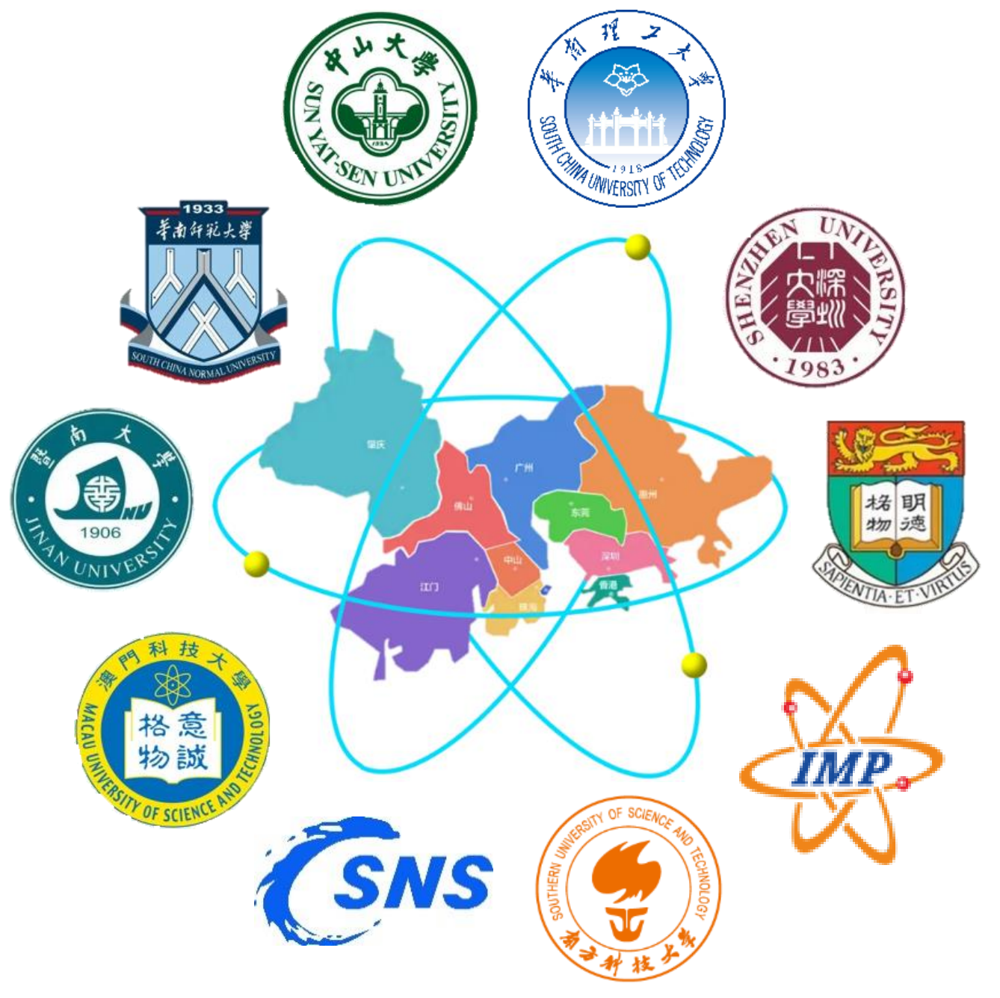 中山大學
SUN YAT-SEN UNIVERSITY
1924
華南理工大學
1918
SOUTH CHINA UNIVERSITY OF TECHNOLOGY
1933
華南師範大學
SOUTH CHINA NORMAL UNIVERSITY
SHENZHEN UNIVERSITY
深圳
大學
·1983·
暨南大學
JNU
1906
· JINAN UNIVERSITY ·
明德
格物
SAPIENTIA·ET·VIRTUS
肇庆
广州
惠州
佛山
东莞
中山
深圳
江门
香港
珠海
澳門科技大學
意誠
格物
MACAU UNIVERSITY OF SCIENCE AND TECHNOLOGY
IMP
CSNS
SOUTHERN UNIVERSITY OF SCIENCE AND TECHNOLOGY
南方科技大学